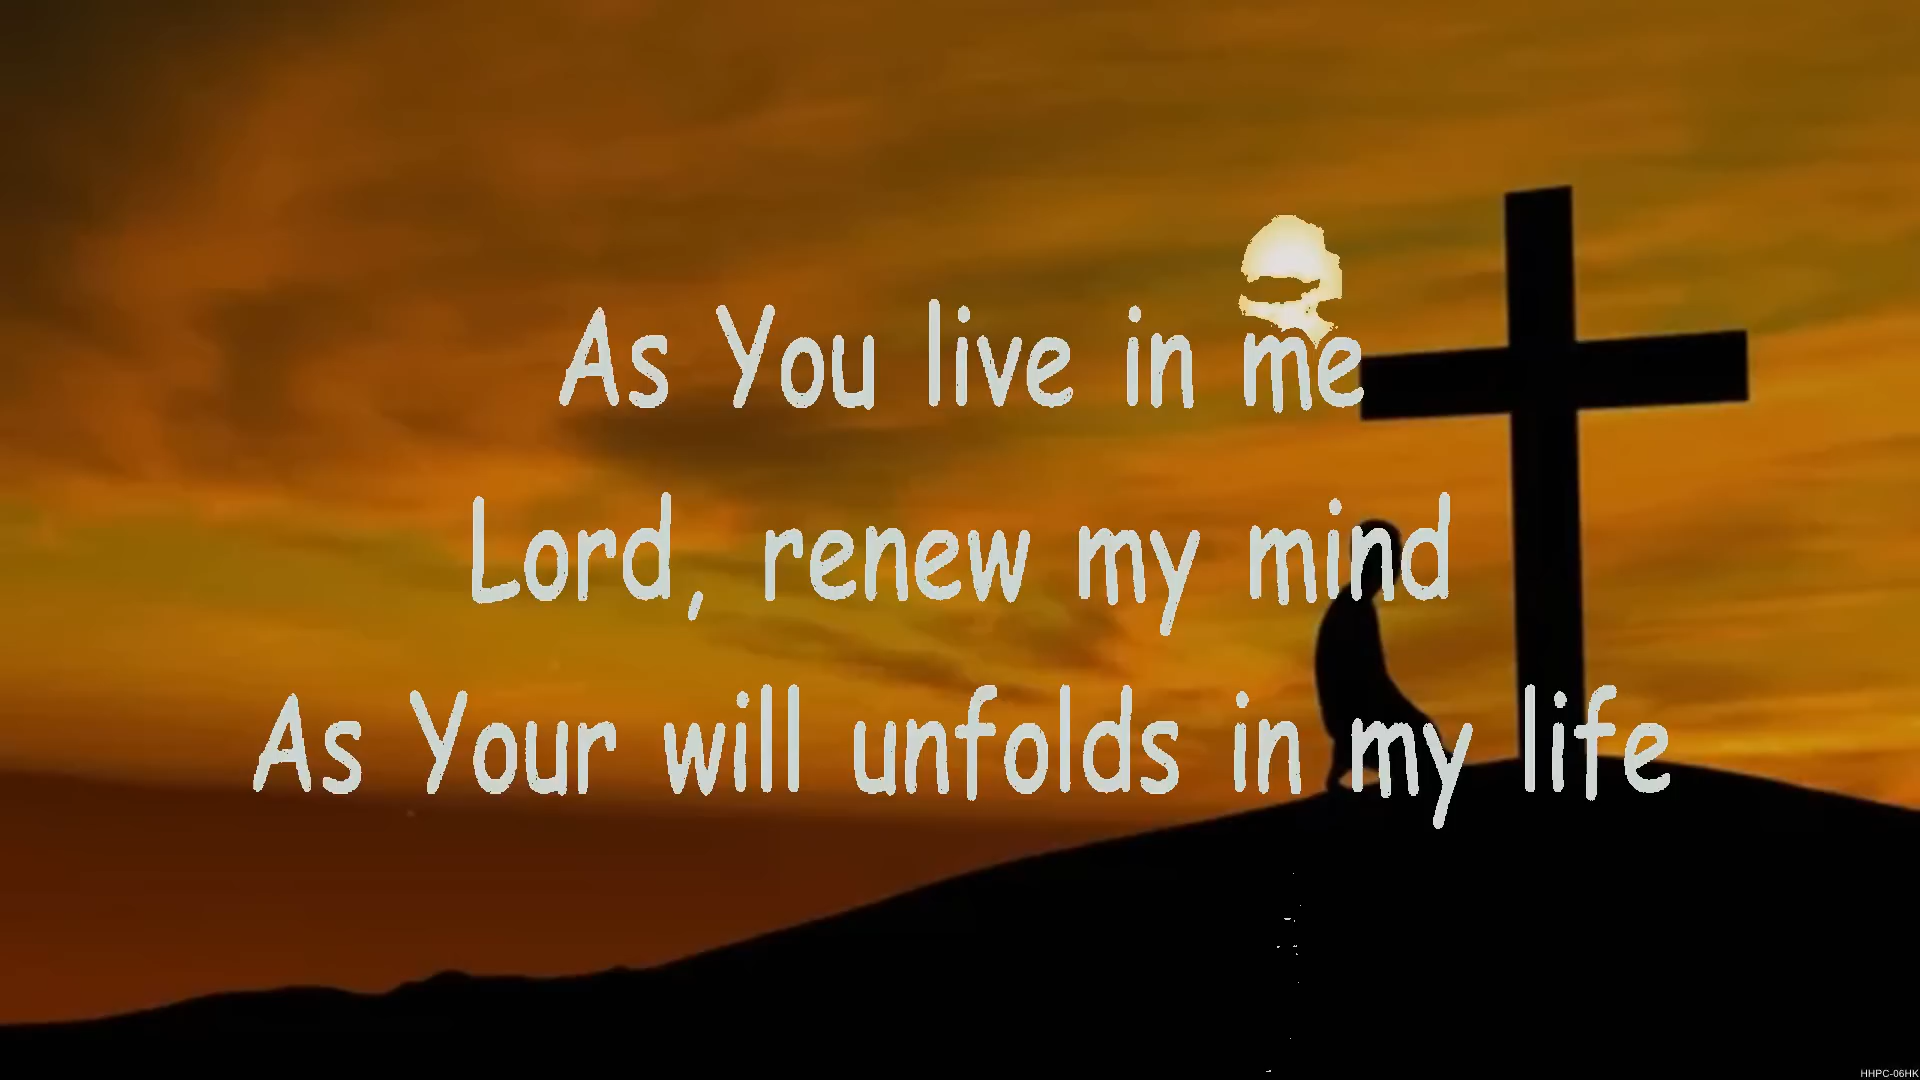 As You live in me
Lord, renew my mind
As Your will unfolds in my life
HHPC-06HK